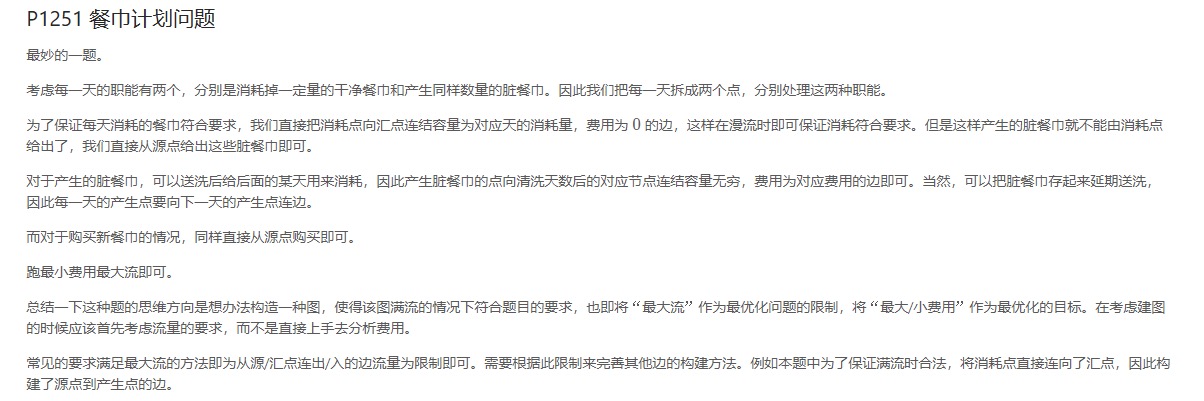 P1251 餐巾计划问题
最妙的一题。
考虑每一天的职能有两个，分别是消耗掉一定量的干净餐巾和产生同样数量的脏餐巾。因此我们把每一天拆成两个点，分别处理这两种职能。
为了保证每天消耗的餐巾符合要求，我们直接把消耗点向汇点连结容量为对应天的消耗量，费用为 0 的边，这样在漫流时即可保证消耗符合要求。但是这样产生的脏餐巾就不能由消耗点
给出了，我们直接从源点给出这些脏餐巾即可。
对于产生的脏餐巾，可以送洗后给后面的某天用来消耗，因此产生脏餐巾的点向清洗天数后的对应节点连结容量无穷，费用为对应费用的边即可。当然，可以把脏餐巾存起来延期送洗，
因此每一天的产生点要向下一天的产生点连边。
而对于购买新餐巾的情况，同样直接从源点购买即可。
跑最小费用最大流即可。
总结一下这种题的思维方向是想办法构造一种图，使得该图满流的情况下符合题目的要求，也即将“最大流”作为最优化问题的限制，将“最大/小费用”作为最优化的目标。在考虑建图
的时候应该首先考虑流量的要求，而不是直接上手去分析费用。
常见的要求满足最大流的方法即为从源/汇点连出/入的边流量为限制即可。需要根据此限制来完善其他边的构建方法。例如本题中为了保证满流时合法，将消耗点直接连向了汇点，因此构
建了源点到产生点的边。